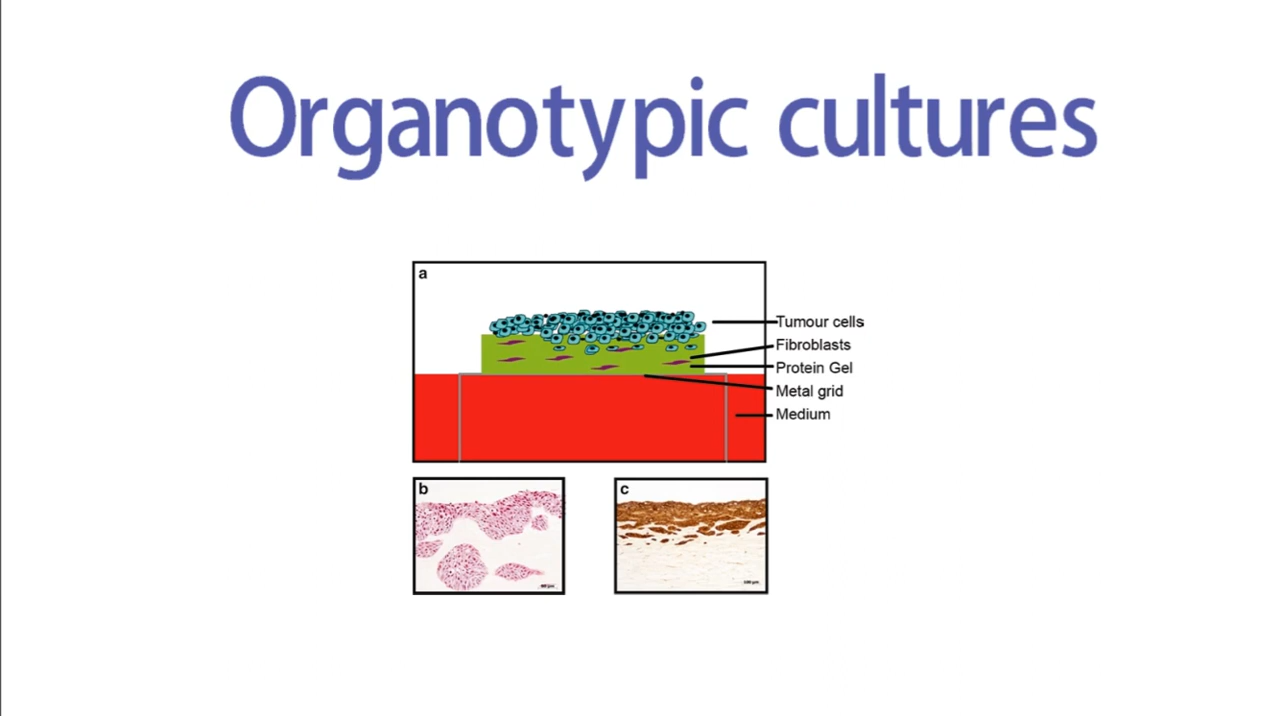 Organotypic cultures
a
Tumour cells
Fibroblasts
Protein Gel
Metal grid
Medium
b
c